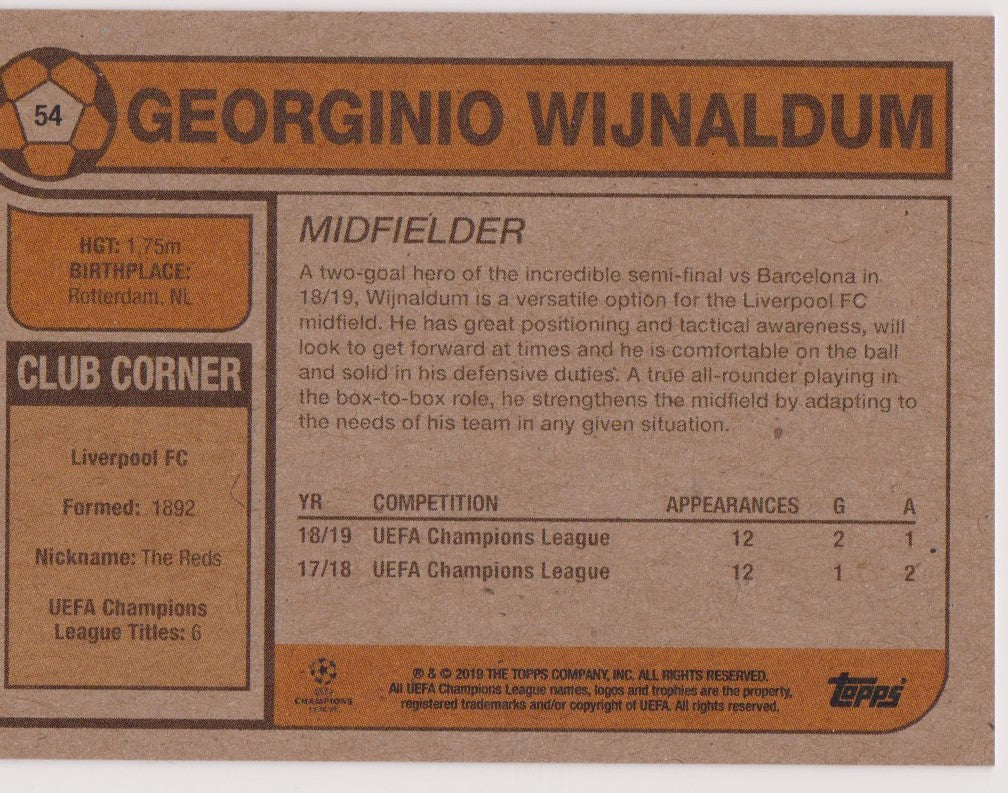 54
GEORGINIO WIJNALDUM
HGT: 1.75m
BIRTHPLACE:
Rotterdam, NL
CLUB CORNER
Liverpool FC
Formed: 1892
Nickname: The Reds
UEFA Champions
League Titles: 6
MIDFIELDER
A two-goal hero of the incredible semi-final vs Barcelona in
18/19, Wijnaldum is a versatile option for the Liverpool FC
midfield. He has great positioning and tactical awareness, will
look to get forward at times and he is comfortable on the ball
and solid in his defensive duties. A true all-rounder playing in
the box-to-box role, he strengthens the midfield by adapting to
the needs of his team in any given situation.
YR COMPETITION APPEARANCES G A
18/19 UEFA Champions League 12 2 1
17/18 UEFA Champions League 12 1 2
UEFA
CHAMPIONS
LEAGUE
® & © 2019 THE TOPPS COMPANY, INC. ALL RIGHTS RESERVED.
All UEFA Champions League names, logos and trophies are the property,
registered trademarks and/or copyright of UEFA. All rights reserved.
Topps